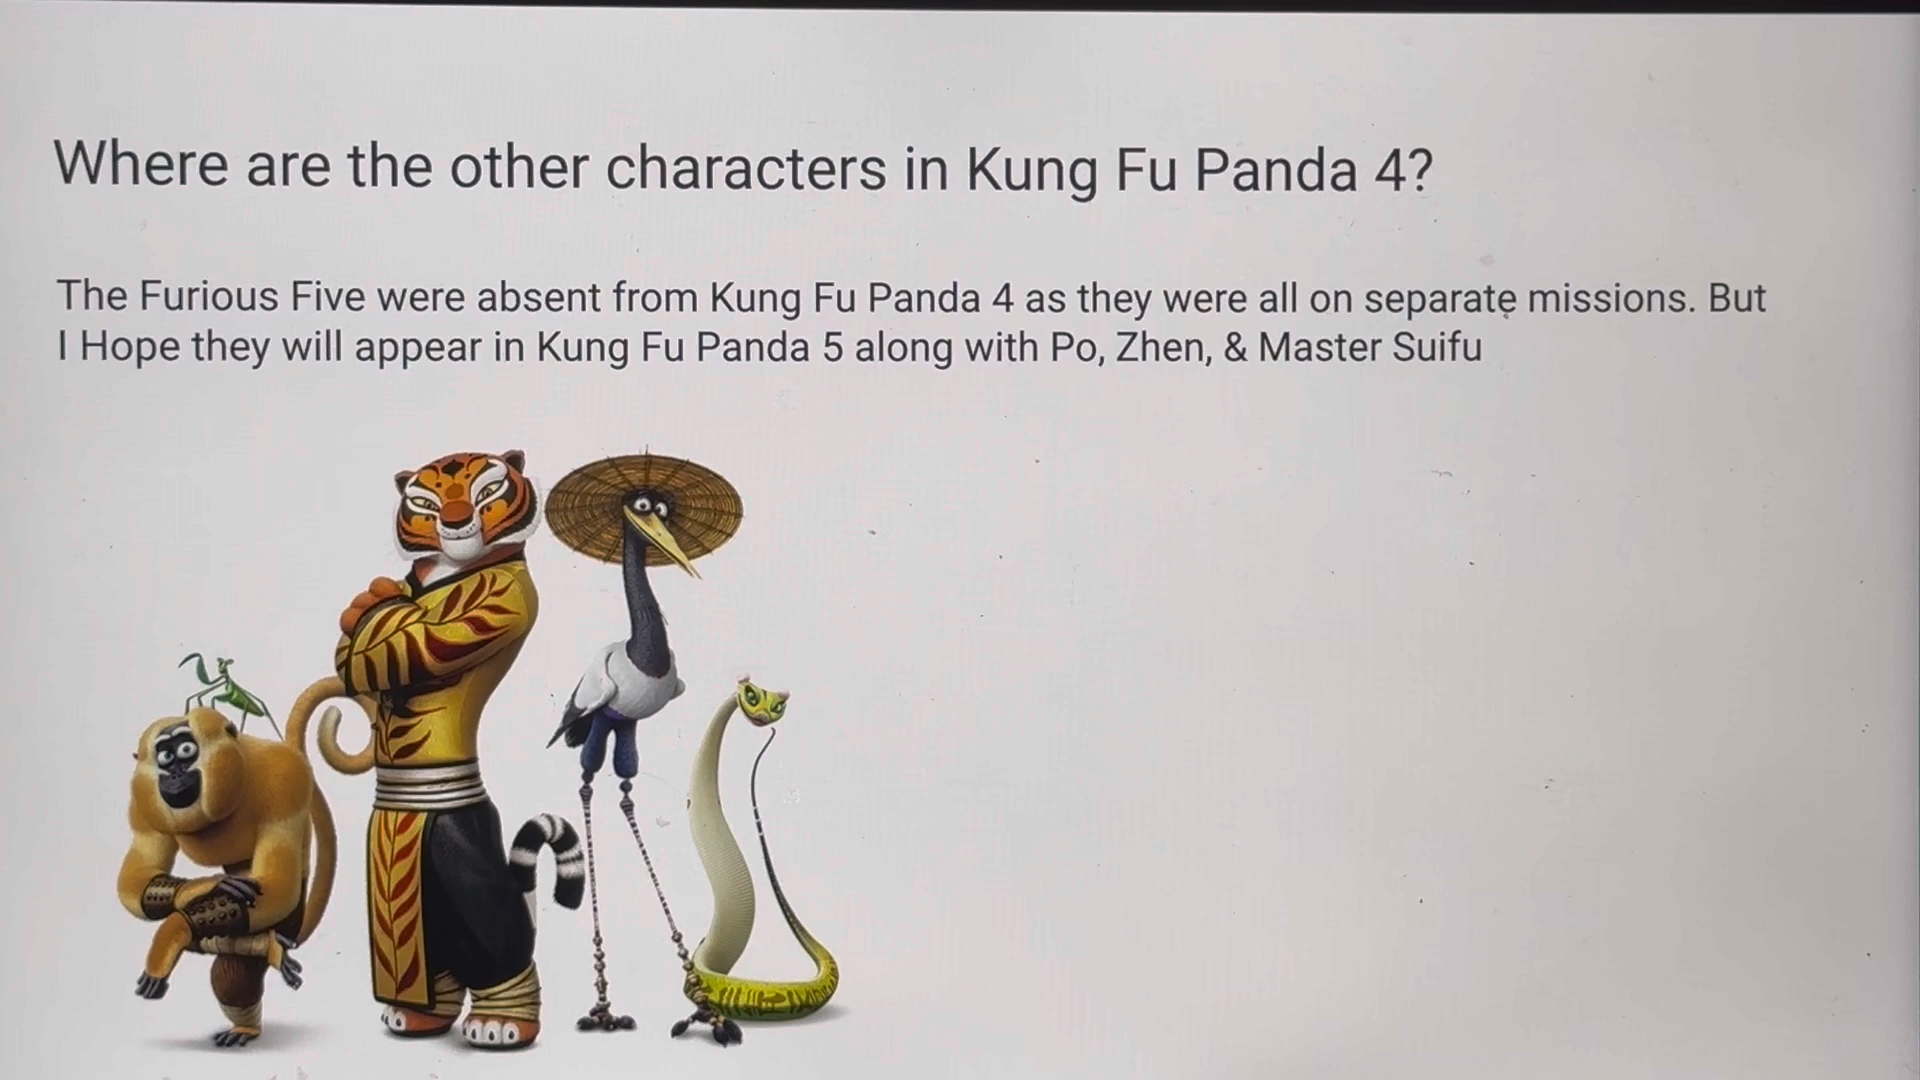 Where are the other characters in Kung Fu Panda 4?
The Furious Five were absent from Kung Fu Panda 4 as they were all on separate missions. But
I Hope they will appear in Kung Fu Panda 5 along with Po, Zhen, & Master Suifu